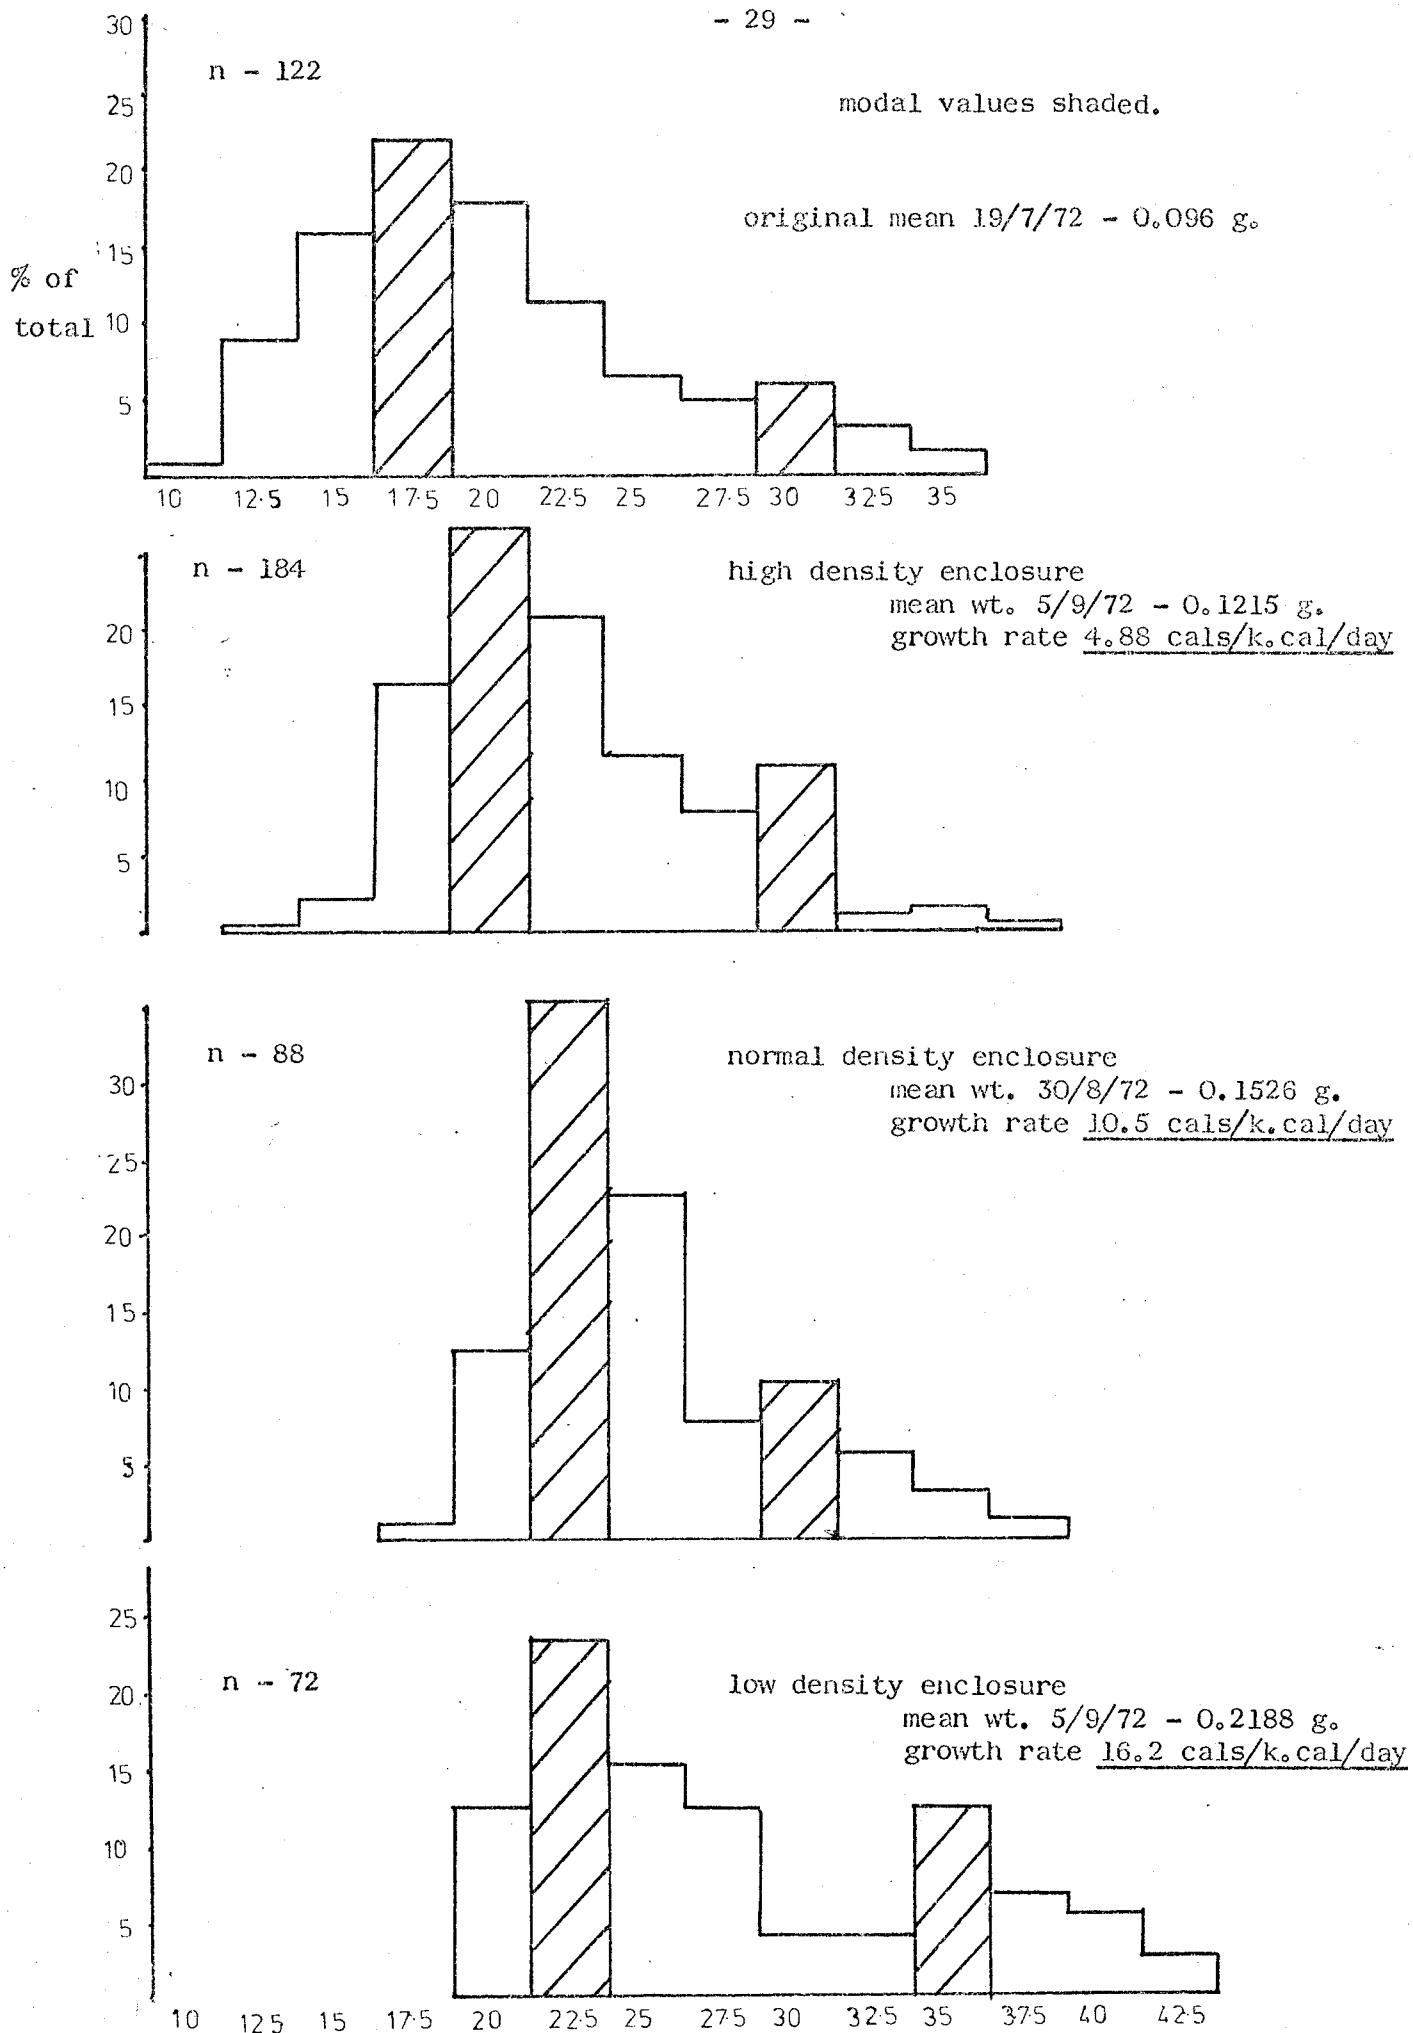 - 29 -
30
n - 122
25
modal values shaded.
20
original mean 19/7/72 - 0.096 g.
15
% of
total
10
5
10 12·5 15 17·5 20 22·5 25 27·5 30 32·5 35
n - 184
high density enclosure
mean wt. 5/9/72 - 0.1215 g.
20
growth rate 4.88 cals/k.cal/day
15
10
5
n - 88
normal density enclosure
30
mean wt. 30/8/72 - 0.1526 g.
growth rate 10.5 cals/k.cal/day
25
20
15
10
5
25
n - 72
low density enclosure
20
mean wt. 5/9/72 - 0.2188 g.
growth rate 16.2 cals/k.cal/day
15
10
5
10 12·5 15 17·5 20 22·5 25 27·5 30 32·5 35 37·5 40 42·5